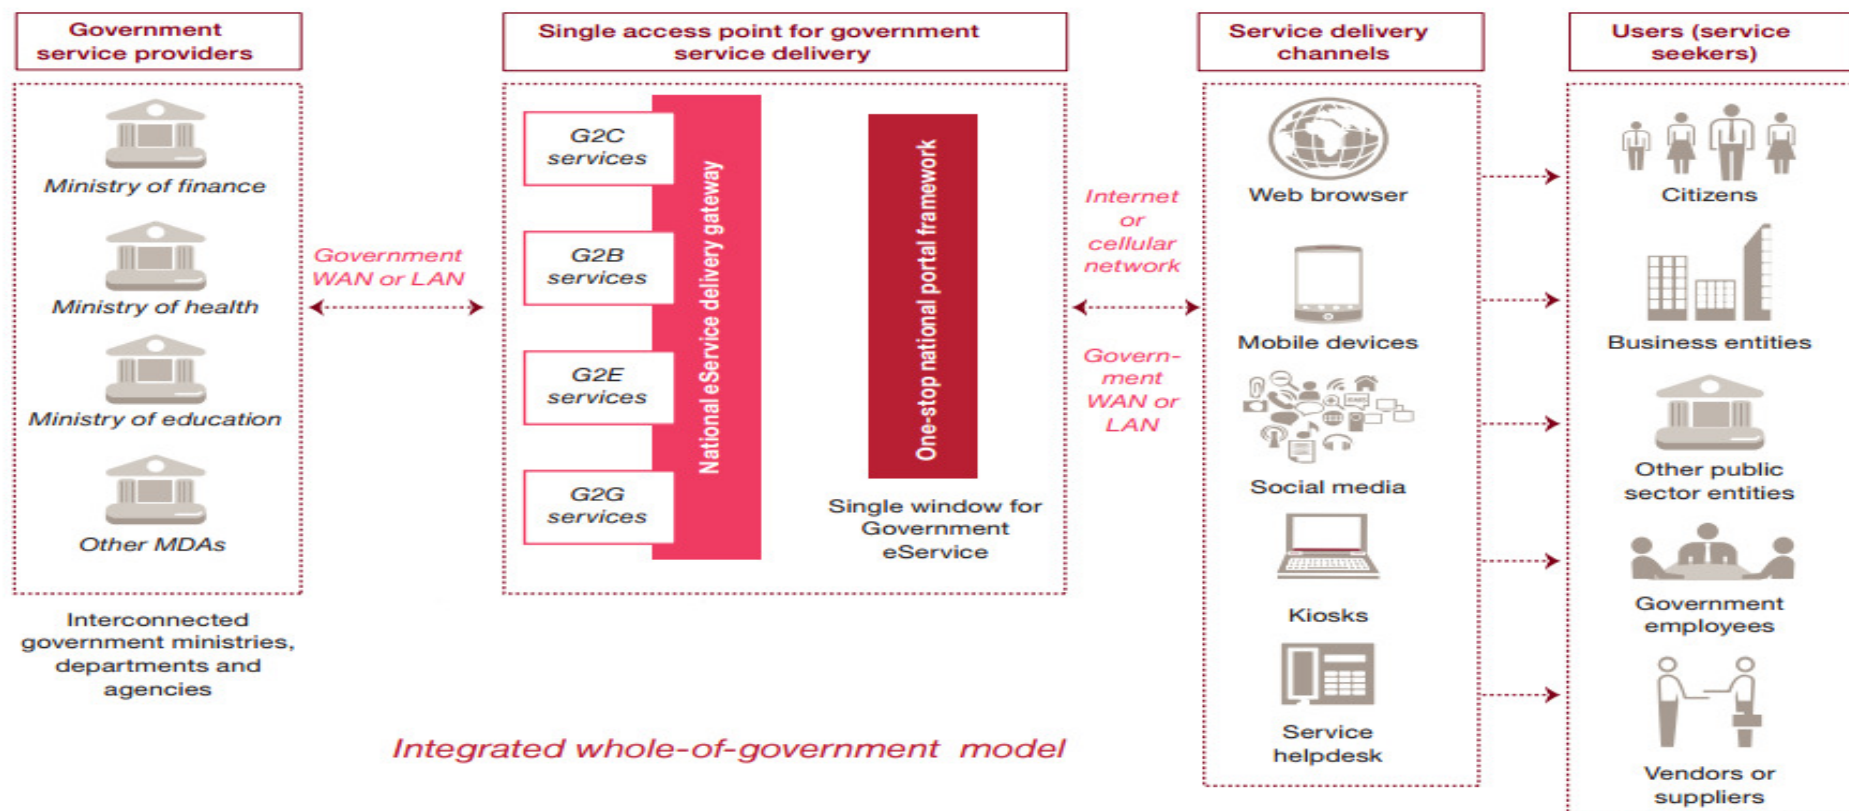 Government
service providers
Single access point for government
service delivery
Service delivery
channels
Users (service
seekers)
Ministry of finance
Ministry of health
Ministry of education
Other MDAs
Interconnected
government ministries,
departments and
agencies
Government
WAN or LAN
G2C
services
G2B
services
G2E
services
G2G
services
National eService delivery gateway
One-stop national portal framework
Single window for
Government
eService
Internet
or
cellular
network
Govern-
ment
WAN or
LAN
Web browser
Mobile devices
Social media
Kiosks
Service
helpdesk
Citizens
Business entities
Other public
sector entities
Government
employees
Vendors or
suppliers
Integrated whole-of-government model